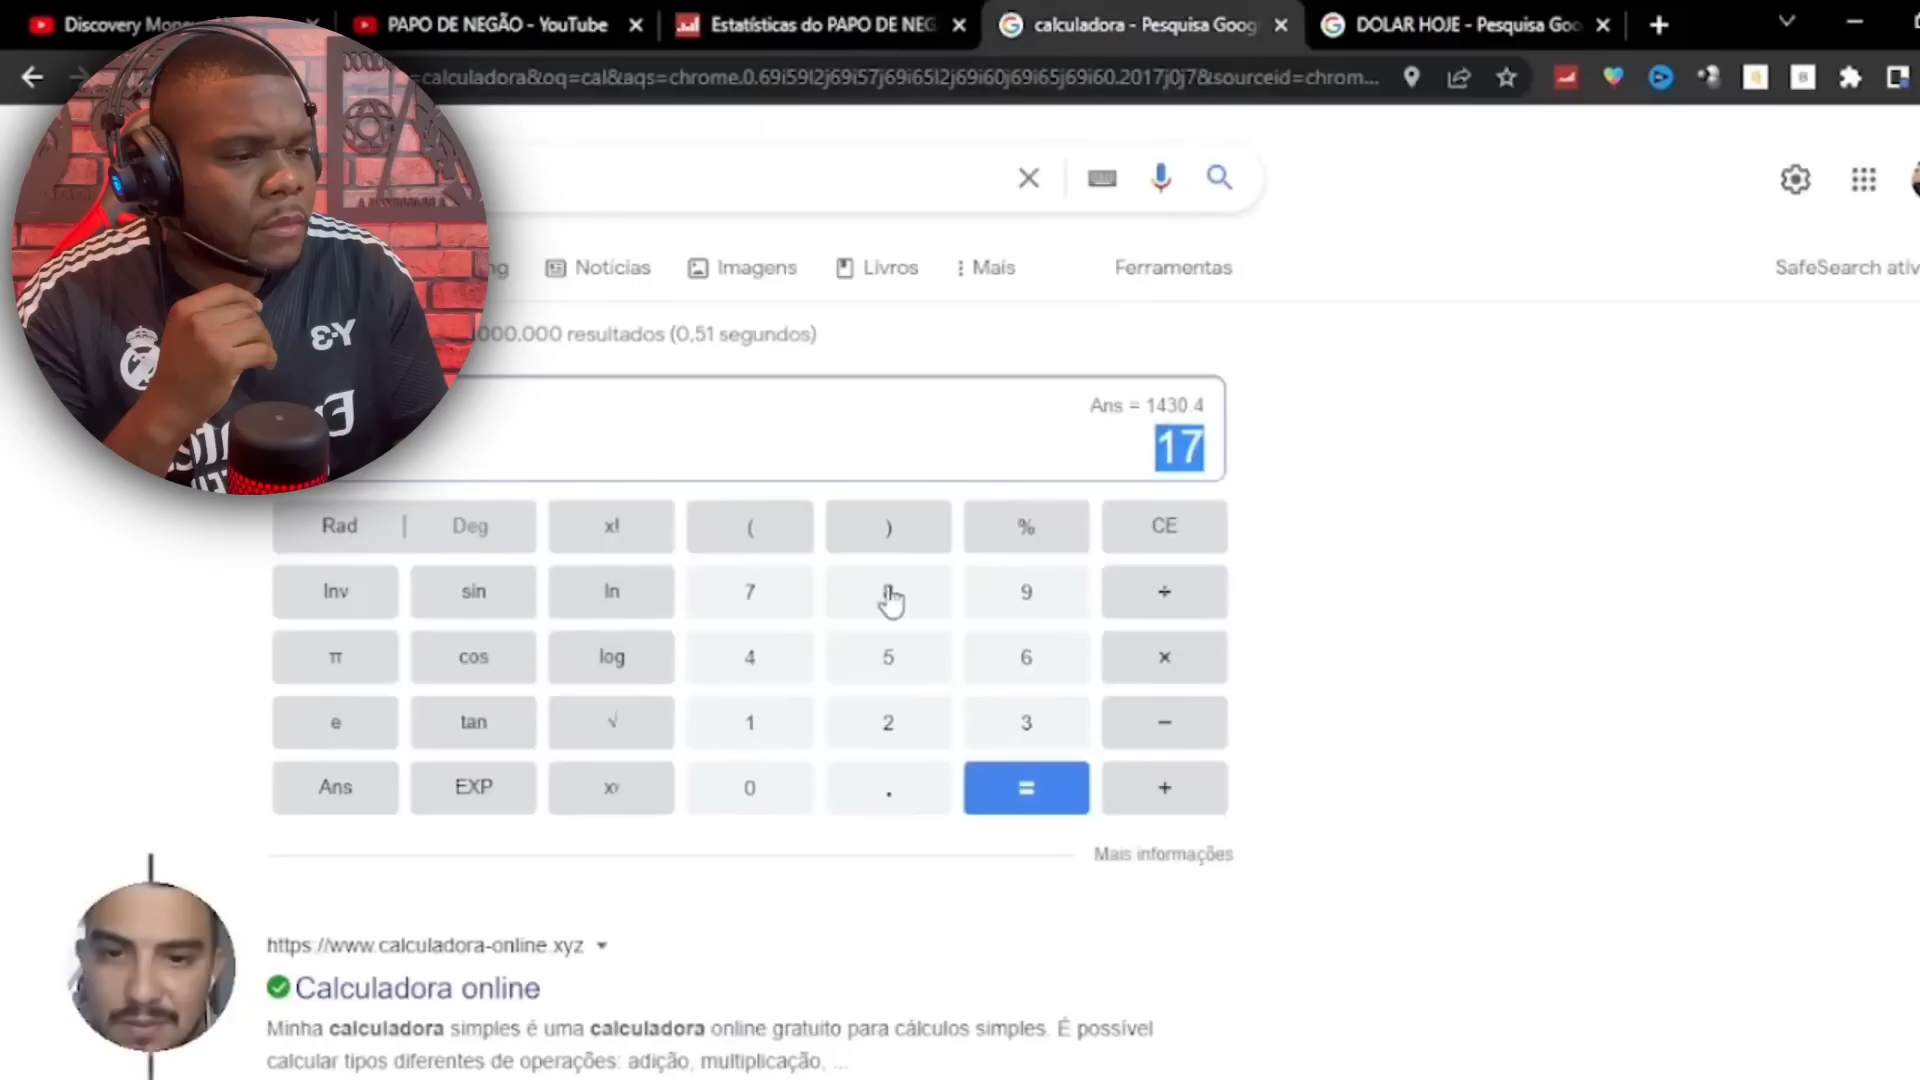 Discovery Mon
PAPO DE NEGÃO - YouTube
Estatísticas do PAPO DE NEG
calculadora - Pesquisa Goog
DOLAR HOJE - Pesquisa Goo
=calculadora&oq=cal&aqs=chrome.0.69i59l2j69i57j69i65l2j69i60j69i65j69i60.2017j0j7&sourceid=chrom...
Notícias
Imagens
Livros
Mais
Ferramentas
SafeSearch ativ
000.000 resultados (0,51 segundos)
Ans = 1430.4
17
Rad | Deg x! ( ) % CE
Inv sin ln 7 9 ÷
π cos log 4 5 6 ×
e tan √ 1 2 3 −
Ans EXP xʸ 0 . = +
Mais informações
https://www.calculadora-online.xyz
Calculadora online
Minha calculadora simples é uma calculadora online gratuito para cálculos simples. É possível
calcular tipos diferentes de operações: adição, multiplicação, ...
Y-3